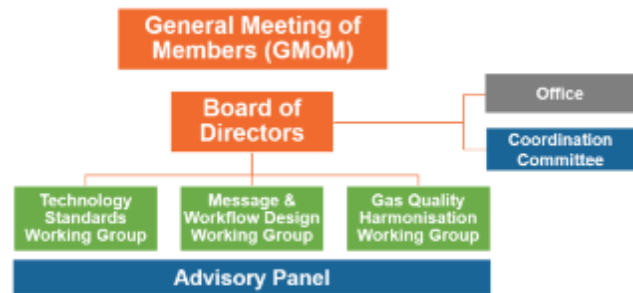 General Meeting of
Members (GMoM)
Board of
Directors
Office
Coordination
Committee
Technology
Standards
Working Group
Message &
Workflow Design
Working Group
Gas Quality
Harmonisation
Working Group
Advisory Panel